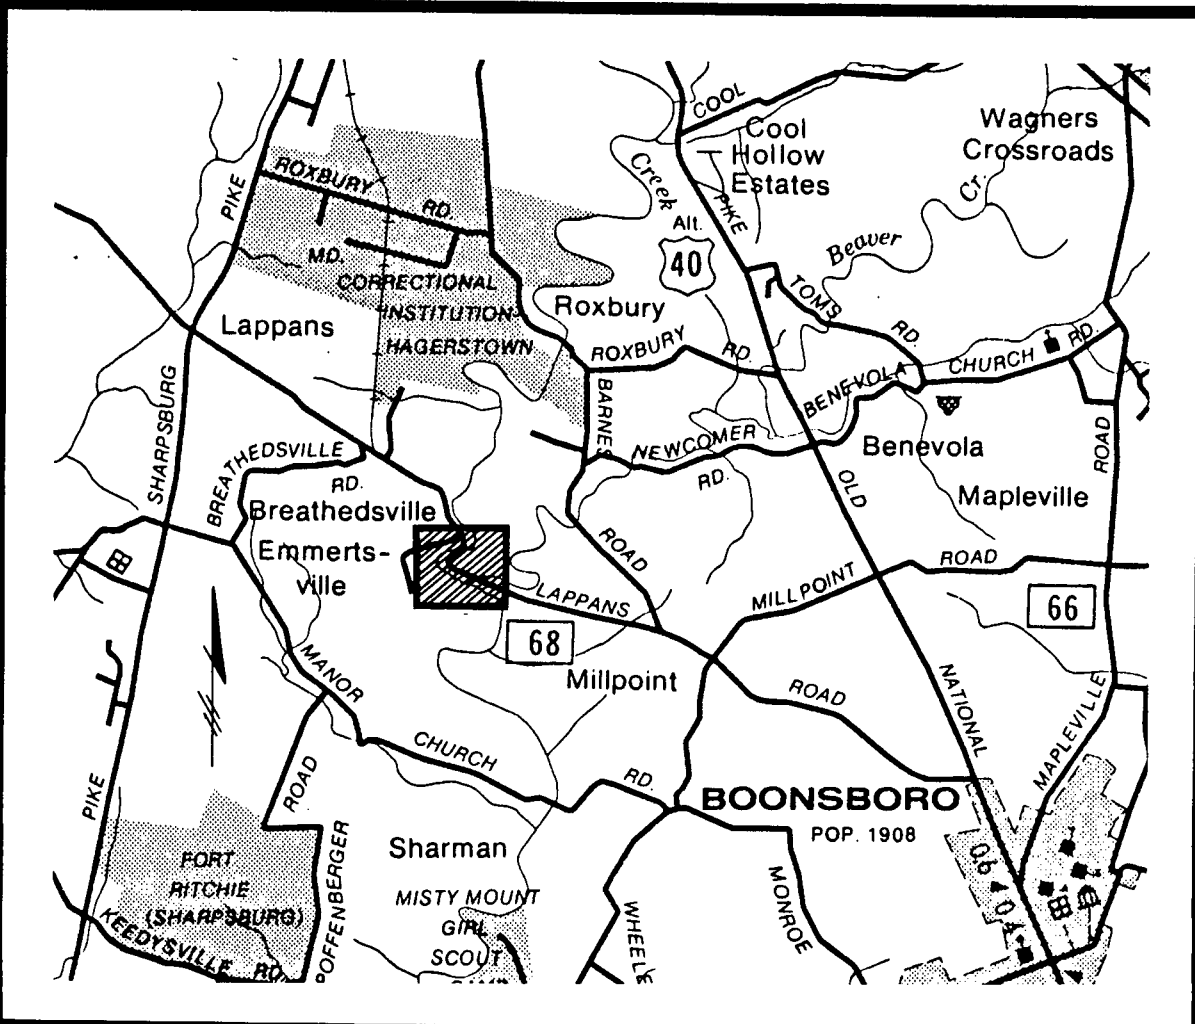 COOL
Cool
Hollow
Estates
Wagners
Crossroads
Creek
PIKE
Cr.
Beaver
ROXBURY
RD.
PIKE
Alt.
40
MD.
CORRECTIONAL
INSTITUTION-
HAGERSTOWN
Lappans
Roxbury
TOMS
RD.
ROXBURY
RD.
CHURCH
RD.
BENEVOLA
BARNES
SHARPSBURG
BREATHEDSVILLE
RD.
NEWCOMER
RD.
Benevola
ROAD
Mapleville
OLD
Breathedsville
Emmerts-
ville
ROAD
LAPPANS
MILLPOINT
ROAD
66
68
Millpoint
MANOR
ROAD
NATIONAL
MAPLEVILLE
CHURCH
RD.
ROAD
PIKE
BOONSBORO
POP. 1908
06404
FORT
RITCHIE
(SHARPSBURG)
KEEDYSVILLE
RD.
POFFENBERGER
Sharman
MISTY MOUNT
GIRL
SCOUT
CAMP
WHEELE
MONROE